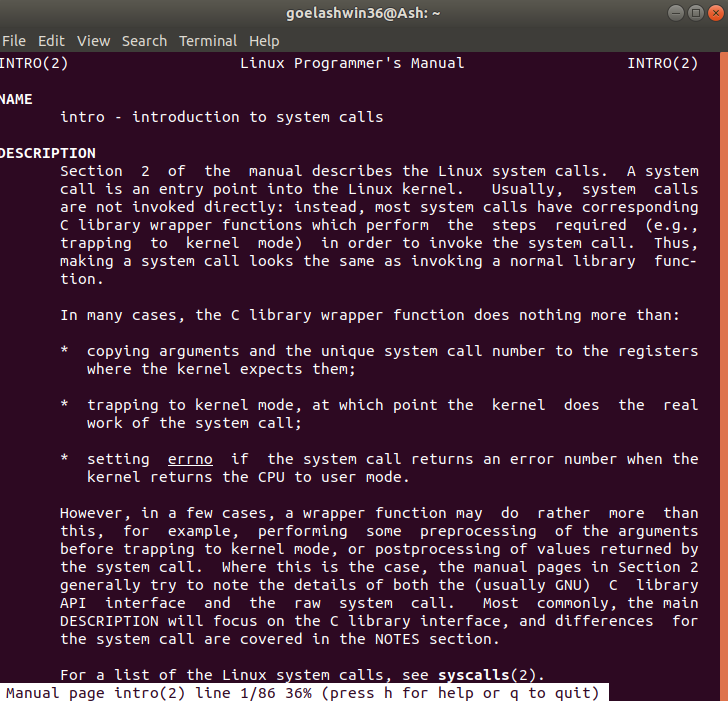 goelashwin36@Ash: ~
File Edit View Search Terminal Help
INTRO(2) Linux Programmer's Manual INTRO(2)
NAME
intro - introduction to system calls
DESCRIPTION
Section 2 of the manual describes the Linux system calls. A system
call is an entry point into the Linux kernel. Usually, system calls
are not invoked directly: instead, most system calls have corresponding
C library wrapper functions which perform the steps required (e.g.,
trapping to kernel mode) in order to invoke the system call. Thus,
making a system call looks the same as invoking a normal library func-
tion.
In many cases, the C library wrapper function does nothing more than:
* copying arguments and the unique system call number to the registers
where the kernel expects them;
* trapping to kernel mode, at which point the kernel does the real
work of the system call;
* setting errno if the system call returns an error number when the
kernel returns the CPU to user mode.
However, in a few cases, a wrapper function may do rather more than
this, for example, performing some preprocessing of the arguments
before trapping to kernel mode, or postprocessing of values returned by
the system call. Where this is the case, the manual pages in Section 2
generally try to note the details of both the (usually GNU) C library
API interface and the raw system call. Most commonly, the main
DESCRIPTION will focus on the C library interface, and differences for
the system call are covered in the NOTES section.
For a list of the Linux system calls, see syscalls(2).
Manual page intro(2) line 1/86 36% (press h for help or q to quit)